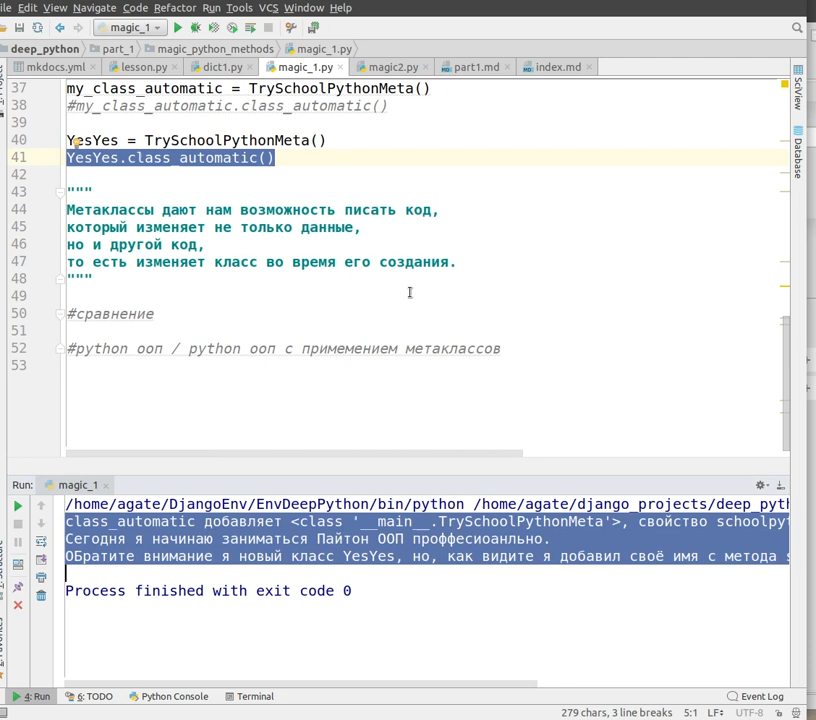 ile Edit View Navigate Code Refactor Run Tools VCS Window Help
magic_1
deep_python part_1 magic_python_methods magic_1.py
mkdocs.yml lesson.py dict1.py magic_1.py magic2.py part1.md index.md
37 my_class_automatic = TrySchoolPythonMeta()
38 #my_class_automatic.class_automatic()
39
40 YesYes = TrySchoolPythonMeta()
41 YesYes.class_automatic()
42
43 """
44 Метаклассы дают нам возможность писать код,
45 который изменяет не только данные,
46 но и другой код,
47 то есть изменяет класс во время его создания.
48 """
49
50 #сравнение
51
52 #python ооп / python ооп с примемением метаклассов
53
SciView
Database
Run: magic_1
/home/agate/DjangoEnv/EnvDeepPython/bin/python /home/agate/django_projects/deep_pyth
class_automatic добавляет <class '__main__.TrySchoolPythonMeta'>, свойство schoolpyt
Сегодня я начинаю заниматься Пайтон ООП проффесиоанльно.
ОБратите внимание я новый класс YesYes, но, как видите я добавил своё имя с метода s
Process finished with exit code 0
4: Run 6: TODO Python Console Terminal Event Log
279 chars, 3 line breaks 5:1 LF UTF-8